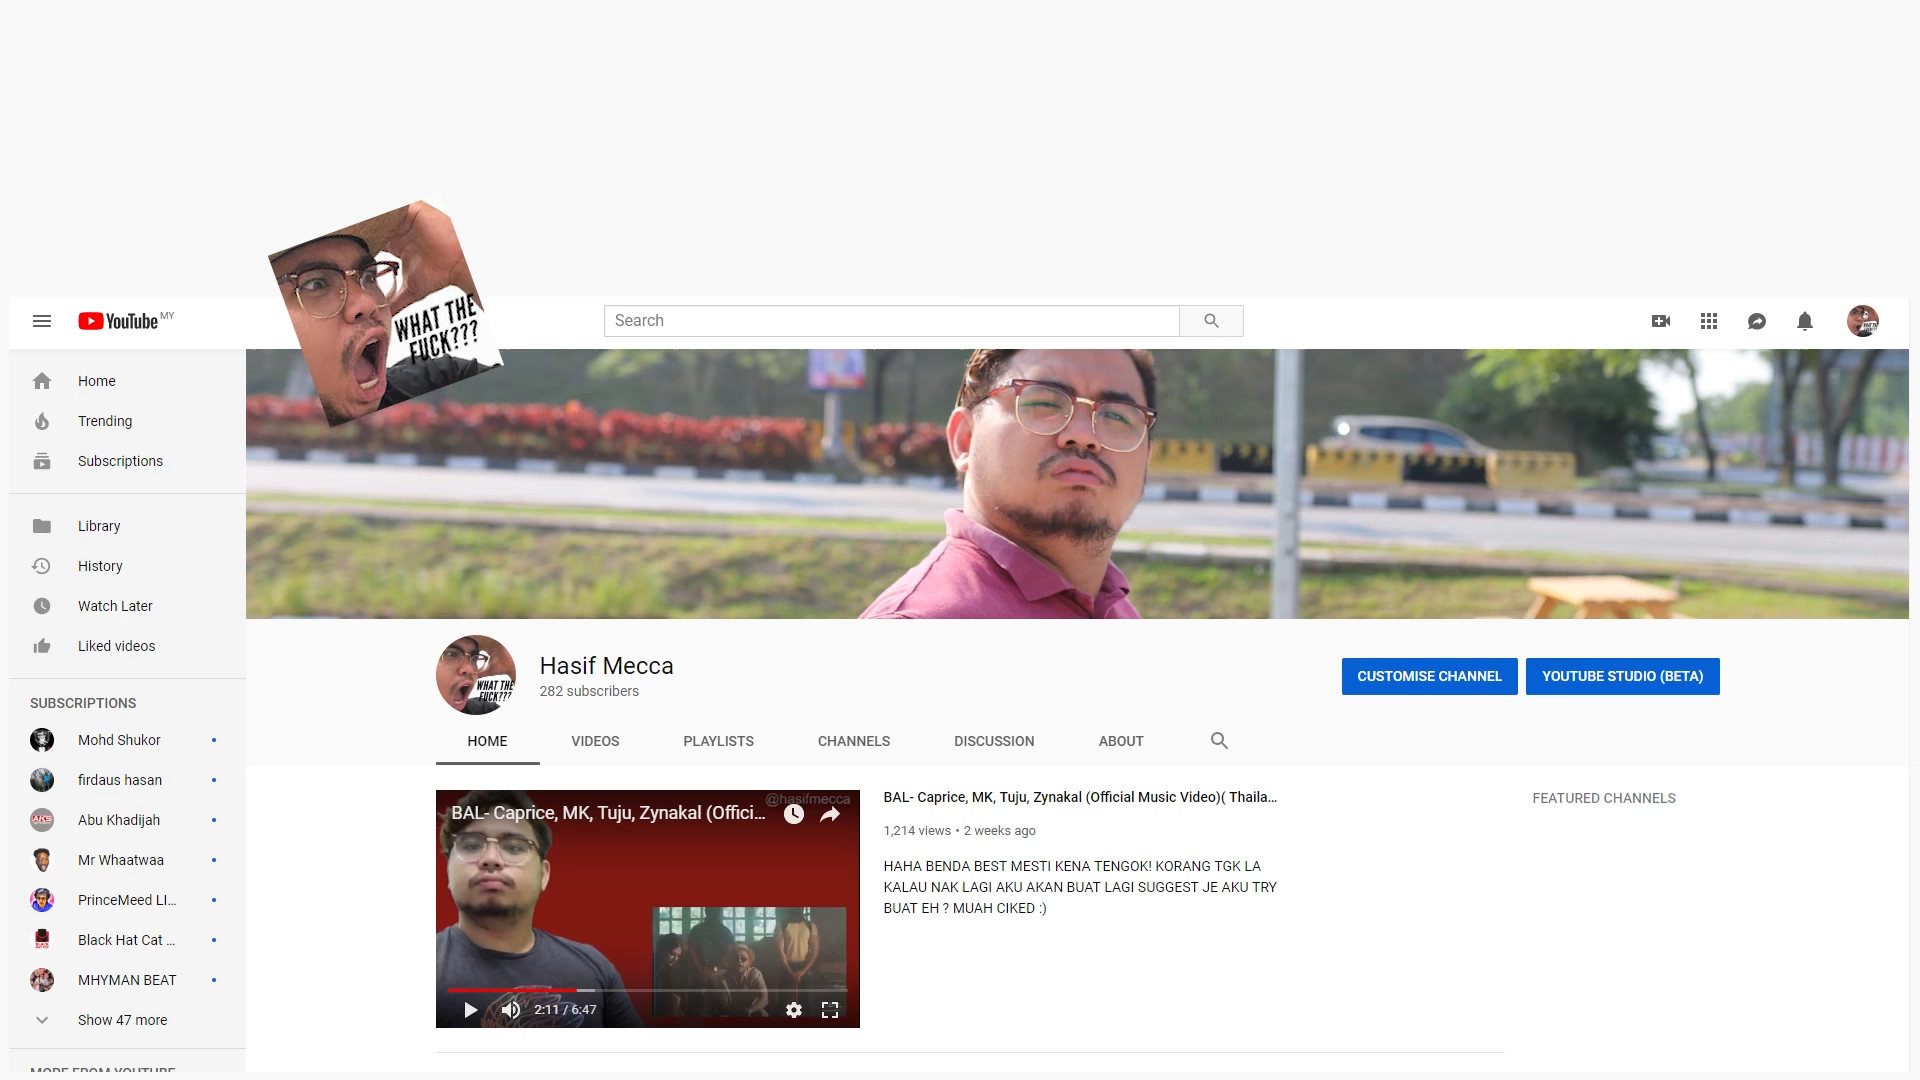 WHAT THE
FUCK???
YouTube MY
Search
Home
Trending
Subscriptions
Library
History
Watch Later
Liked videos
SUBSCRIPTIONS
Mohd Shukor
firdaus hasan
Abu Khadijah
Mr Whaatwaa
PrinceMeed LI...
Black Hat Cat ...
MHYMAN BEAT
Show 47 more
MORE FROM YOUTUBE
WHAT THE
FUCK???
Hasif Mecca
282 subscribers
CUSTOMISE CHANNEL
YOUTUBE STUDIO (BETA)
HOME
VIDEOS
PLAYLISTS
CHANNELS
DISCUSSION
ABOUT
@hasifmecca
BAL- Caprice, MK, Tuju, Zynakal (Offici...
2:11 / 6:47
BAL- Caprice, MK, Tuju, Zynakal (Official Music Video)( Thaila...
1,214 views • 2 weeks ago
HAHA BENDA BEST MESTI KENA TENGOK! KORANG TGK LA
KALAU NAK LAGI AKU AKAN BUAT LAGI SUGGEST JE AKU TRY
BUAT EH ? MUAH CIKED :)
FEATURED CHANNELS